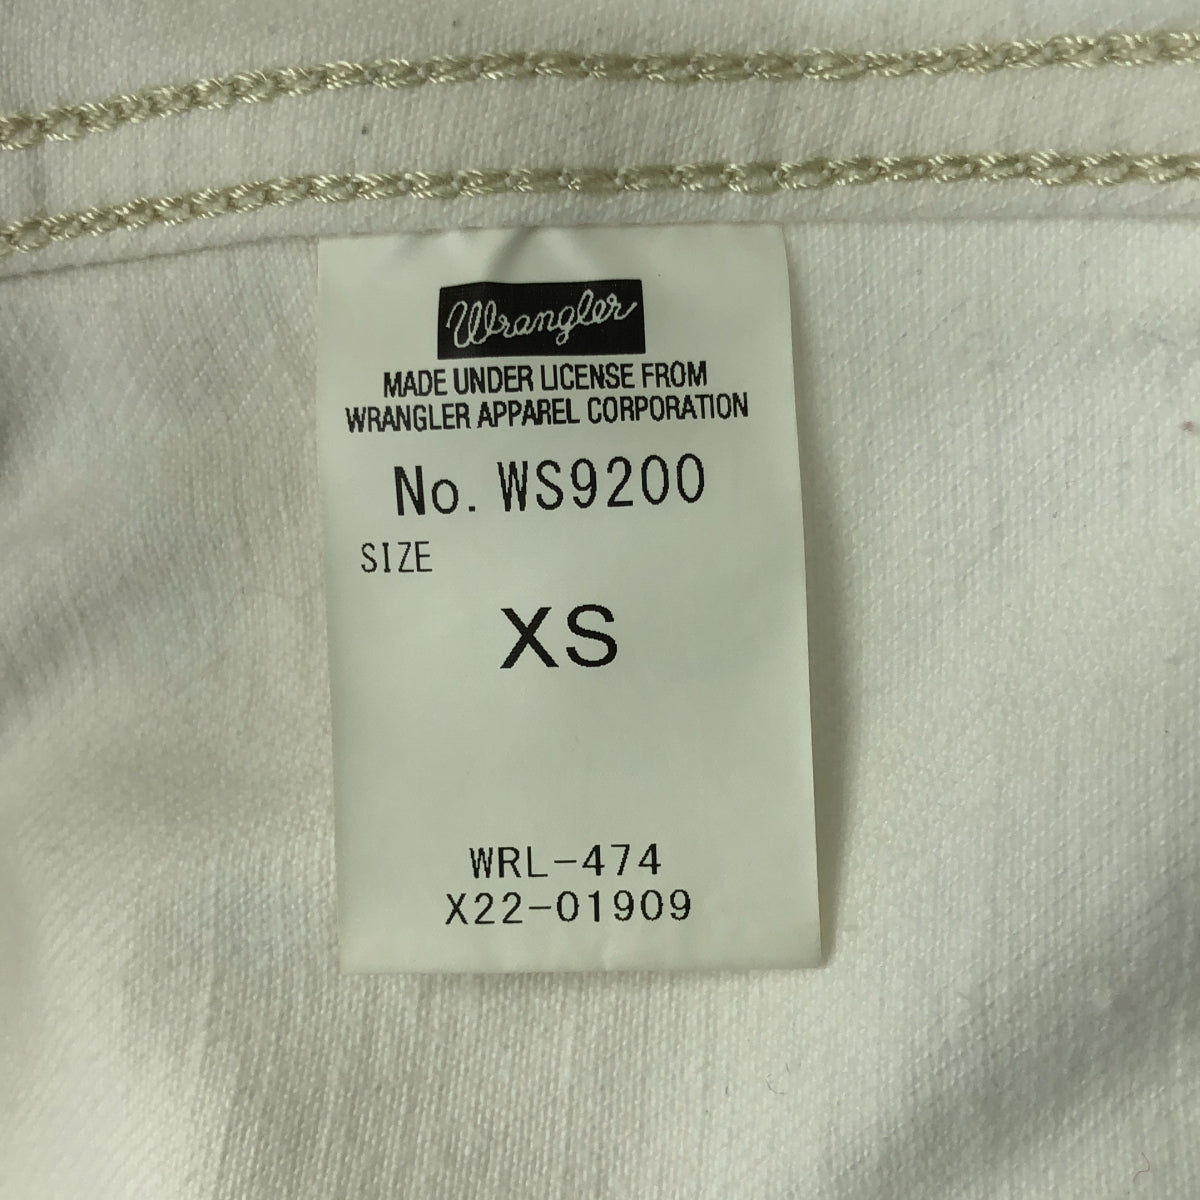 Wrangler
MADE UNDER LICENSE FROM
WRANGLER APPAREL CORPORATION
No. WS9200
SIZE
XS
WRL-474
X22-01909